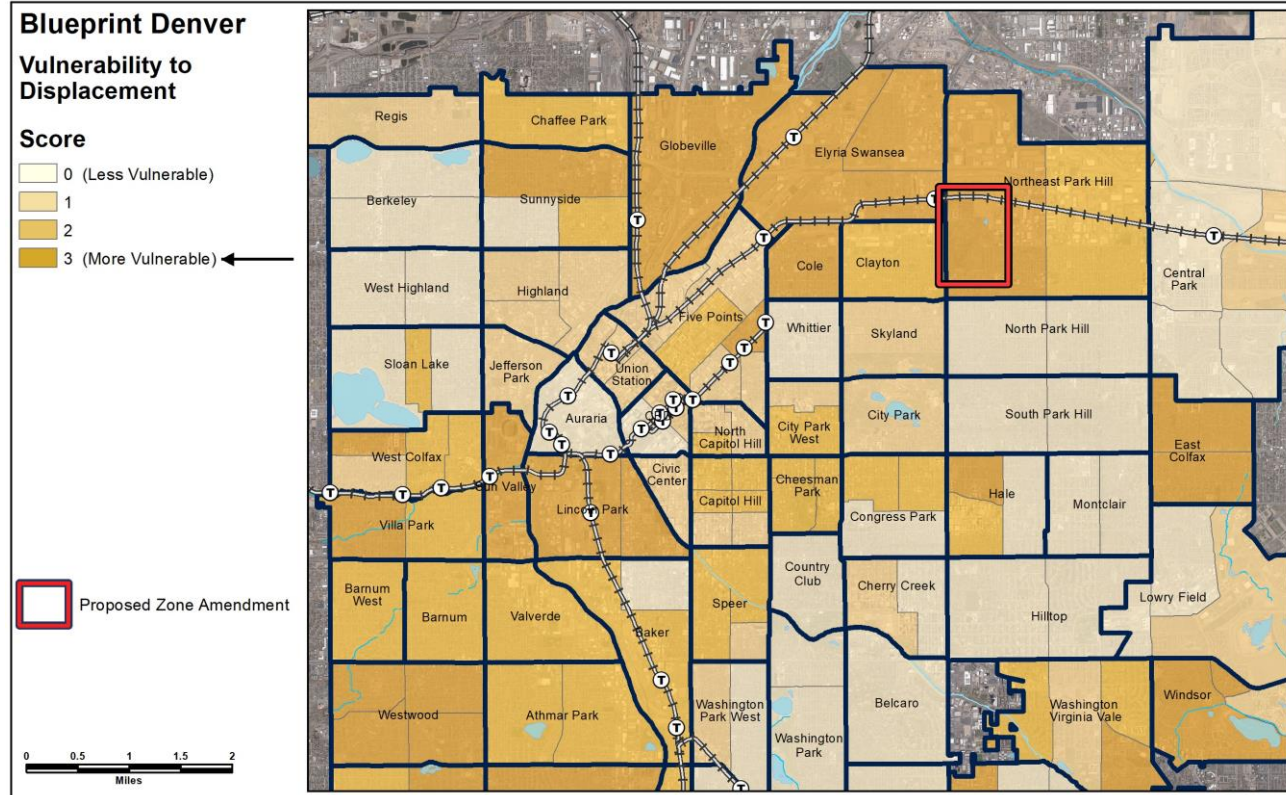 Blueprint Denver
Vulnerability to
Displacement
Score
0 (Less Vulnerable)
1
2
3 (More Vulnerable)
Proposed Zone Amendment
0 0.5 1 1.5 2
Miles
Regis
Chaffee Park
Globeville
Elyria Swansea
Northeast Park Hill
Berkeley
Sunnyside
T
T
T
T
T
Cole
Clayton
Central
Park
West Highland
Highland
Five Points
Whittier
Skyland
North Park Hill
Sloan Lake
Jefferson
Park
Union
Station
T
T
T
T
T
Auraria
T
T
T
T
T
T
T
T
T
North
Capitol Hill
City Park
West
City Park
South Park Hill
East
Colfax
West Colfax
T
T
T
T
Sun Valley
Civic
Center
Capitol Hill
Cheesman
Park
Hale
Montclair
Villa Park
Lincoln Park
T
Congress Park
Country
Club
Cherry Creek
Lowry Field
Barnum
West
Barnum
Valverde
Baker
Speer
Hilltop
T
Westwood
Athmar Park
T
Washington
Park West
Washington
Park
Belcaro
Washington
Virginia Vale
Windsor
T